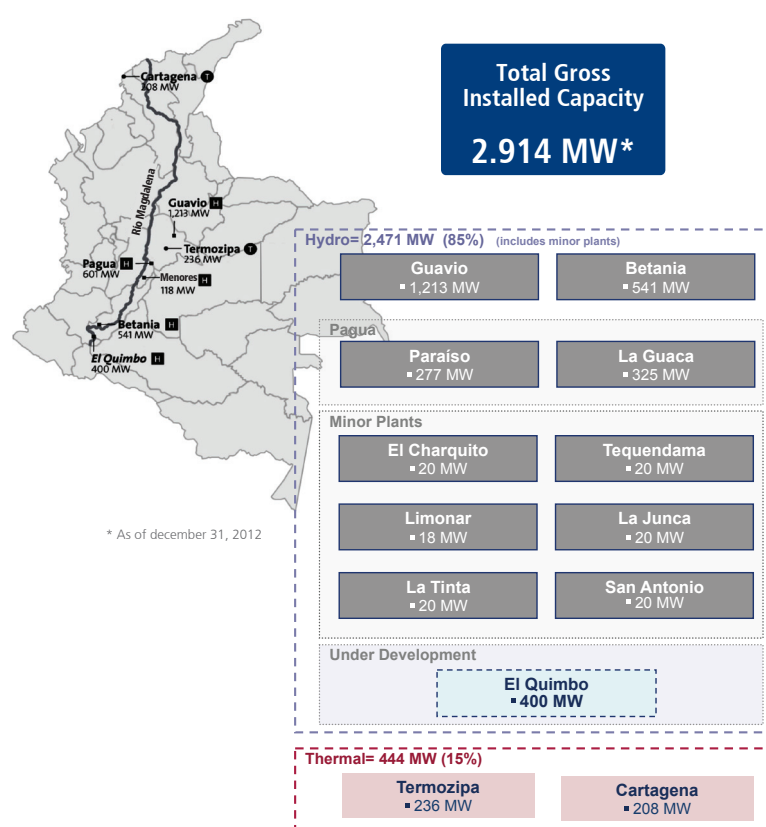 Total Gross
Installed Capacity
2.914 MW*
Cartagena T
208 MW
Río Magdalena
Guavio H
1,213 MW
Termozipa T
236 MW
Pagua H
601 MW
Menores H
118 MW
Betania H
541 MW
El Quimbo H
400 MW
* As of december 31, 2012
Hydro= 2,471 MW (85%) (includes minor plants)
Guavio
▪ 1,213 MW
Betania
▪ 541 MW
Pagua
Paraíso
▪ 277 MW
La Guaca
▪ 325 MW
Minor Plants
El Charquito
▪ 20 MW
Tequendama
▪ 20 MW
Limonar
▪ 18 MW
La Junca
▪ 20 MW
La Tinta
▪ 20 MW
San Antonio
▪ 20 MW
Under Development
El Quimbo
▪ 400 MW
Thermal= 444 MW (15%)
Termozipa
▪ 236 MW
Cartagena
▪ 208 MW